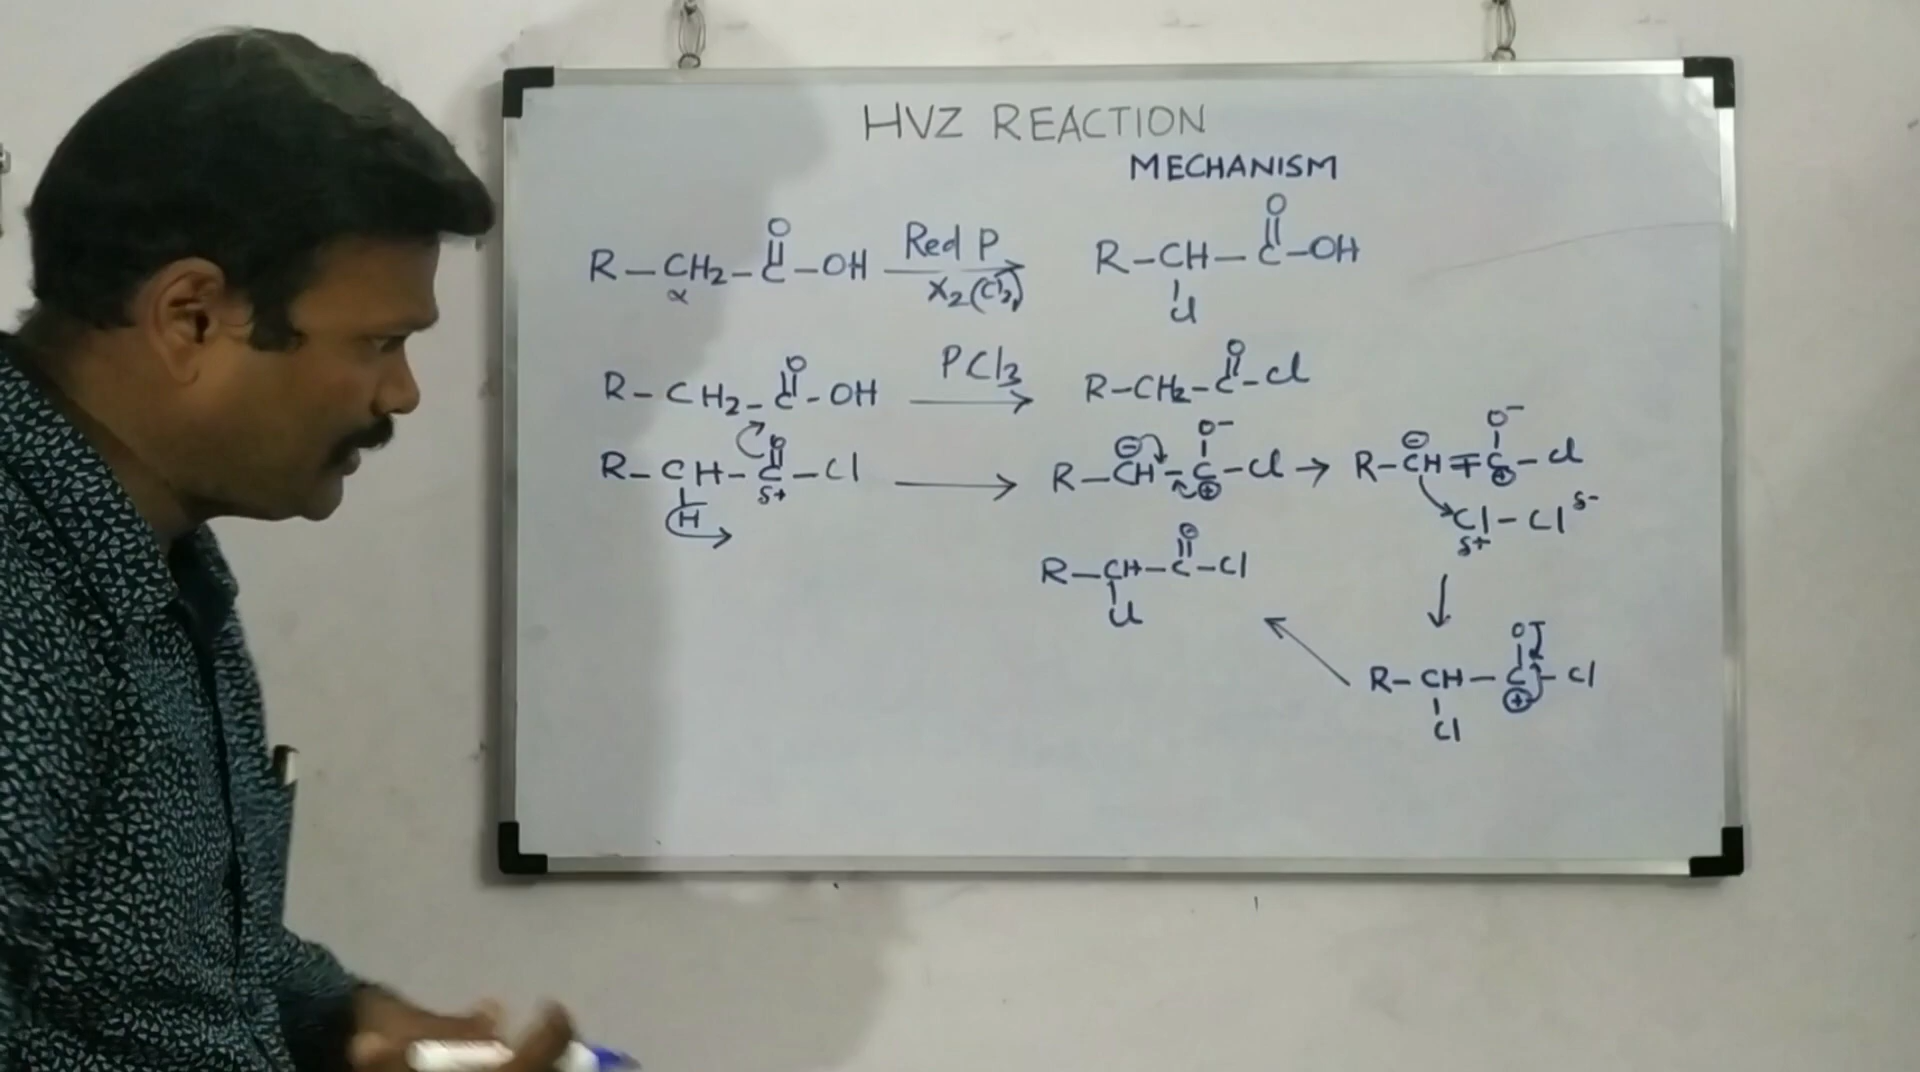 HVZ REACTION
MECHANISM
R-CH2-C(=O)-OH Red P X2(Cl2) → R-CH(Cl)-C(=O)-OH
α
R-CH2-C(=O)-OH PCl3 → R-CH2-C(=O)-Cl
R-CH(H)-C(=O)-Cl → R-CH-C(O⁻)-Cl → R-CH=C(O⁻)-Cl
δ+ ⊖ ⊕ ⊖ ⊕
Cl-Cl δ-
δ+
R-CH(Cl)-C(=O)-Cl
R-CH(Cl)-C(O⁻)-Cl
⊕